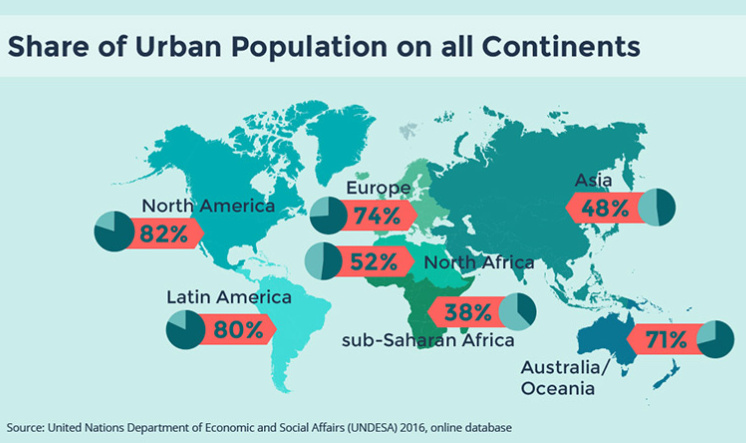 Share of Urban Population on all Continents
North America
82%
Europe
74%
Asia
48%
52%
North Africa
Latin America
80%
38%
sub-Saharan Africa
71%
Australia/
Oceania
Source: United Nations Department of Economic and Social Affairs (UNDESA) 2016, online database